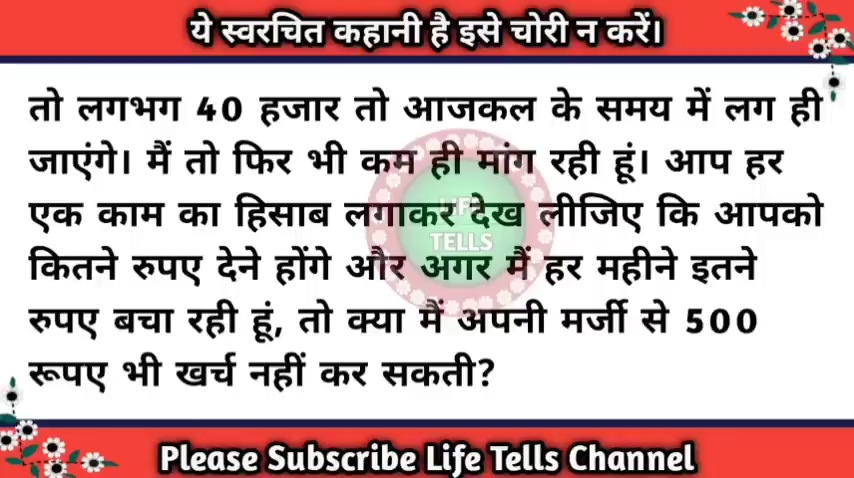 ये स्वरचित कहानी है इसे चोरी न करें।
तो लगभग 40 हजार तो आजकल के समय में लग ही
जाएंगे। मैं तो फिर भी कम ही मांग रही हूं। आप हर
एक काम का हिसाब लगाकर देख लीजिए कि आपको
कितने रुपए देने होंगे और अगर मैं हर महीने इतने
रुपए बचा रही हूं, तो क्या मैं अपनी मर्जी से 500
रूपए भी खर्च नहीं कर सकती?
LIFE
TELLS
Please Subscribe Life Tells Channel